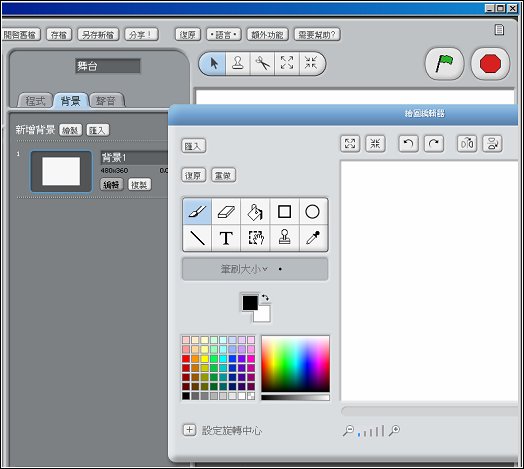 開啟舊檔 存檔 另存新檔 分享！ 復原 •語言• 額外功能 需要幫助?
舞台
程式 背景 聲音
繪圖編輯器
新增背景 繪製 匯入
匯入
1 背景1
480x360
編輯 複製
復原 重做
T
筆刷大小
設定旋轉中心